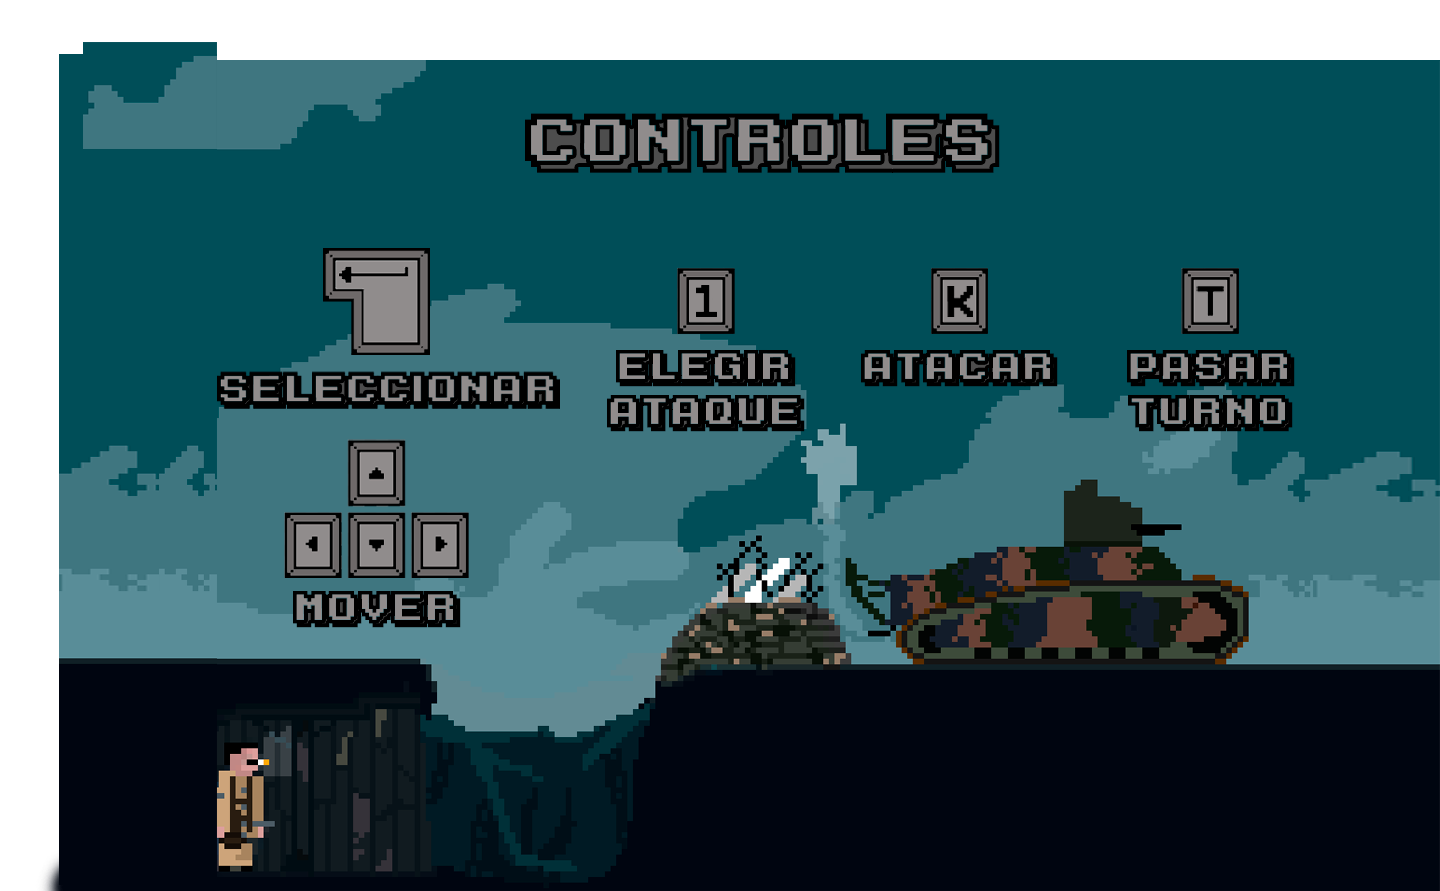 CONTROLES
SELECCIONAR
1
ELEGIR
ATAQUE
K
ATACAR
T
PASAR
TURNO
MOVER